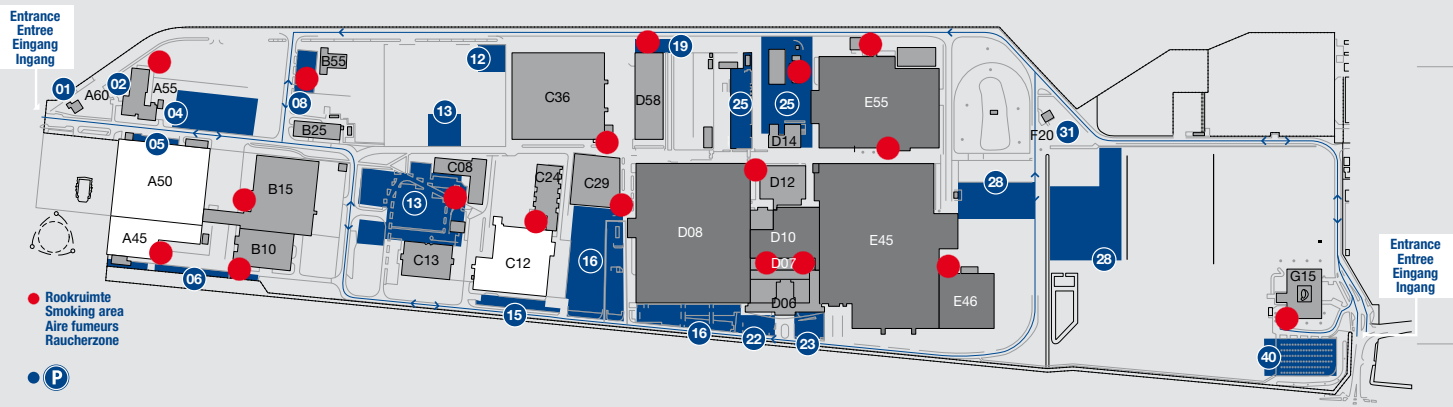 Entrance
Entree
Eingang
Ingang
01
A60
02
A55
04
05
08
B55
B25
12
13
C36
19
D58
25
25
D14
E55
F20
31
A50
B15
A45
B10
06
13
C08
C13
C24
C12
15
C29
16
D08
D12
D10
D07
D06
16
22
23
E45
E46
28
28
Entrance
Entree
Eingang
Ingang
G15
40
Rookruimte
Smoking area
Aire fumeurs
Raucherzone
P